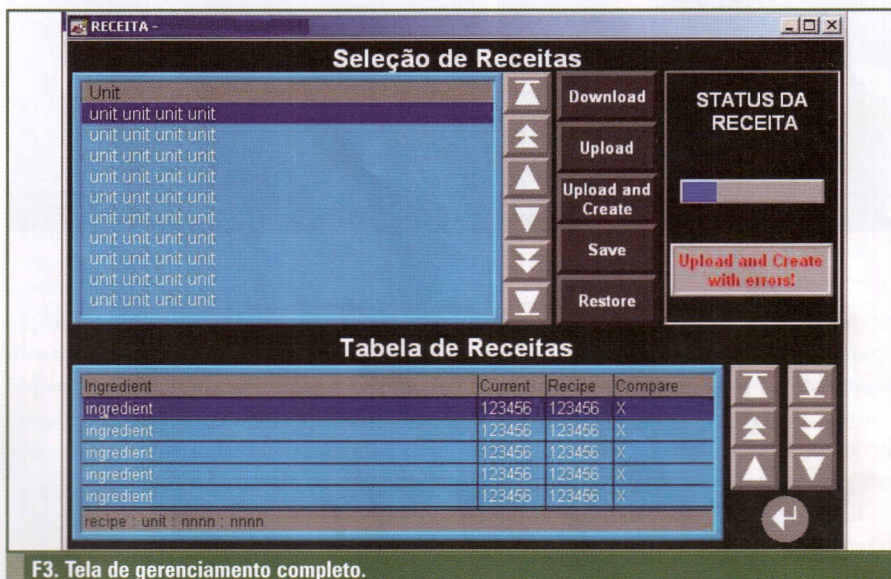 RECEITA -
Seleção de Receitas
Unit
unit unit unit unit
unit unit unit unit
unit unit unit unit
unit unit unit unit
unit unit unit unit
unit unit unit unit
unit unit unit unit
unit unit unit unit
unit unit unit unit
unit unit unit unit
Download
Upload
Upload and
Create
Save
Restore
STATUS DA
RECEITA
Upload and Create
with errors!
Tabela de Receitas
Ingredient Current Recipe Compare
ingredient 123456 123456 X
ingredient 123456 123456 X
ingredient 123456 123456 X
ingredient 123456 123456 X
ingredient 123456 123456 X
recipe : unit : nnnn : nnnn
F3. Tela de gerenciamento completo.